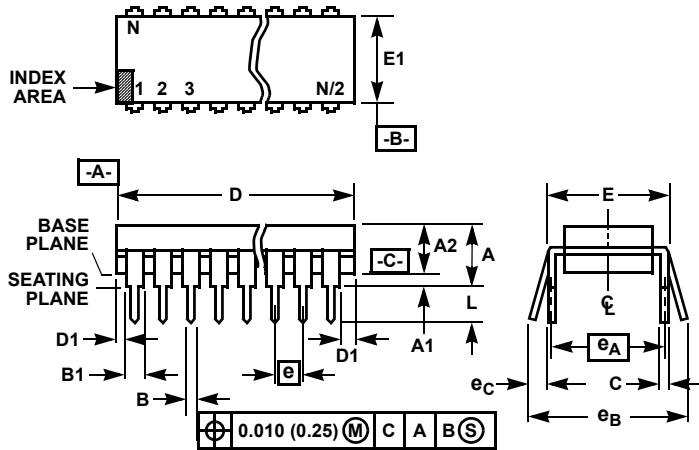 N
E1
INDEX
AREA
1 2 3 N/2
-B-
-A-
D
E
BASE
PLANE
A2
A
-C-
SEATING
PLANE
L
℄
D1
A1
D1
eA
B1
e
eC
C
B
eB
0.010 (0.25) Ⓜ C A B Ⓢ